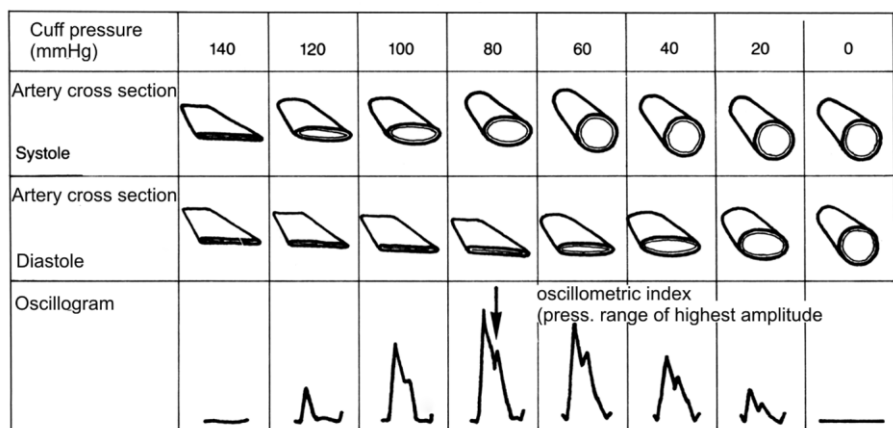 Cuff pressure
(mmHg) 140 120 100 80 60 40 20 0
Artery cross section
Systole
Artery cross section
Diastole
Oscillogram
oscillometric index
(press. range of highest amplitude